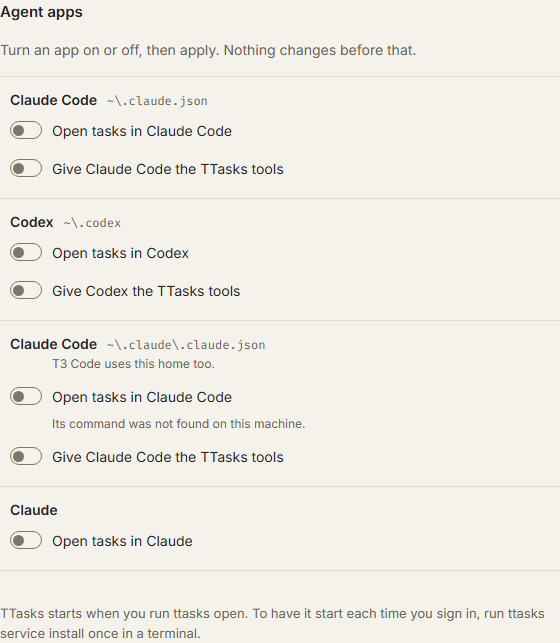 Agent apps
Turn an app on or off, then apply. Nothing changes before that.
Claude Code ~\.claude.json
Open tasks in Claude Code
Give Claude Code the TTasks tools
Codex ~\.codex
Open tasks in Codex
Give Codex the TTasks tools
Claude Code ~\.claude\.claude.json
T3 Code uses this home too.
Open tasks in Claude Code
Its command was not found on this machine.
Give Claude Code the TTasks tools
Claude
Open tasks in Claude
TTasks starts when you run ttasks open. To have it start each time you sign in, run ttasks
service install once in a terminal.